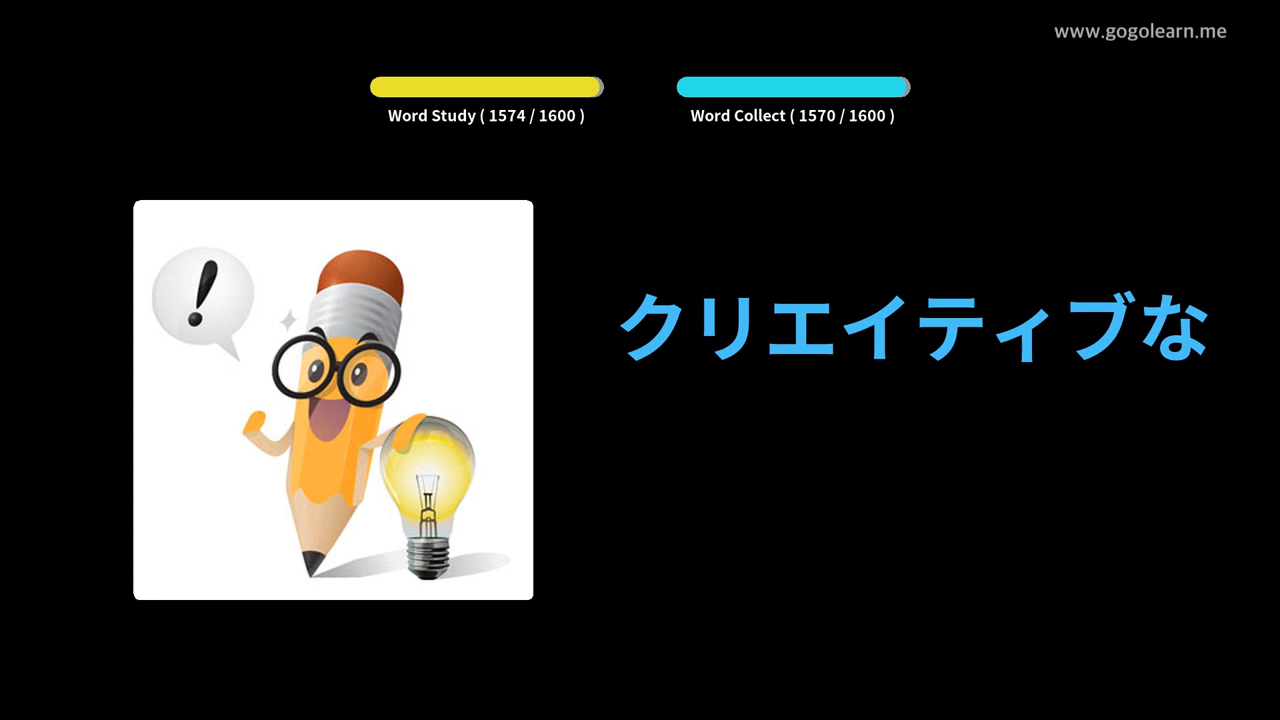 www.gogolearn.me
Word Study ( 1574 / 1600 )
Word Collect ( 1570 / 1600 )
!
クリエイティブな